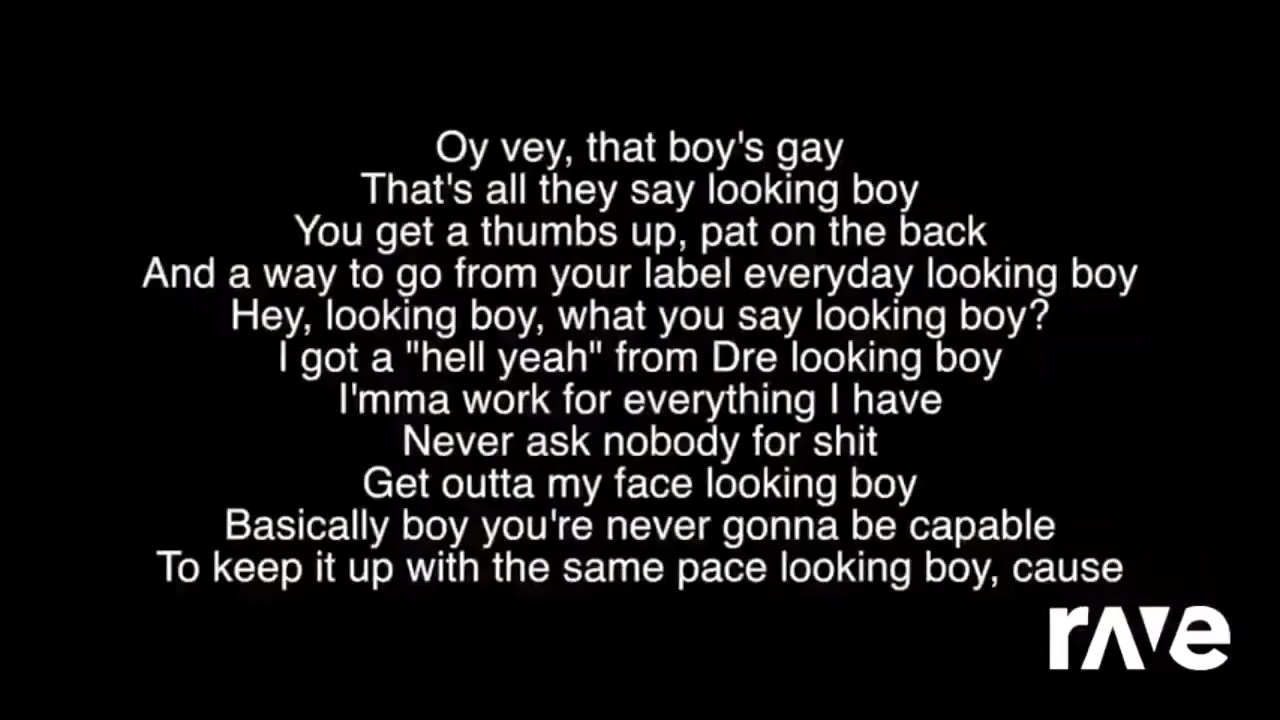 Oy vey, that boy's gay
That's all they say looking boy
You get a thumbs up, pat on the back
And a way to go from your label everyday looking boy
Hey, looking boy, what you say looking boy?
I got a "hell yeah" from Dre looking boy
I'mma work for everything I have
Never ask nobody for shit
Get outta my face looking boy
Basically boy you're never gonna be capable
To keep it up with the same pace looking boy, cause
rave